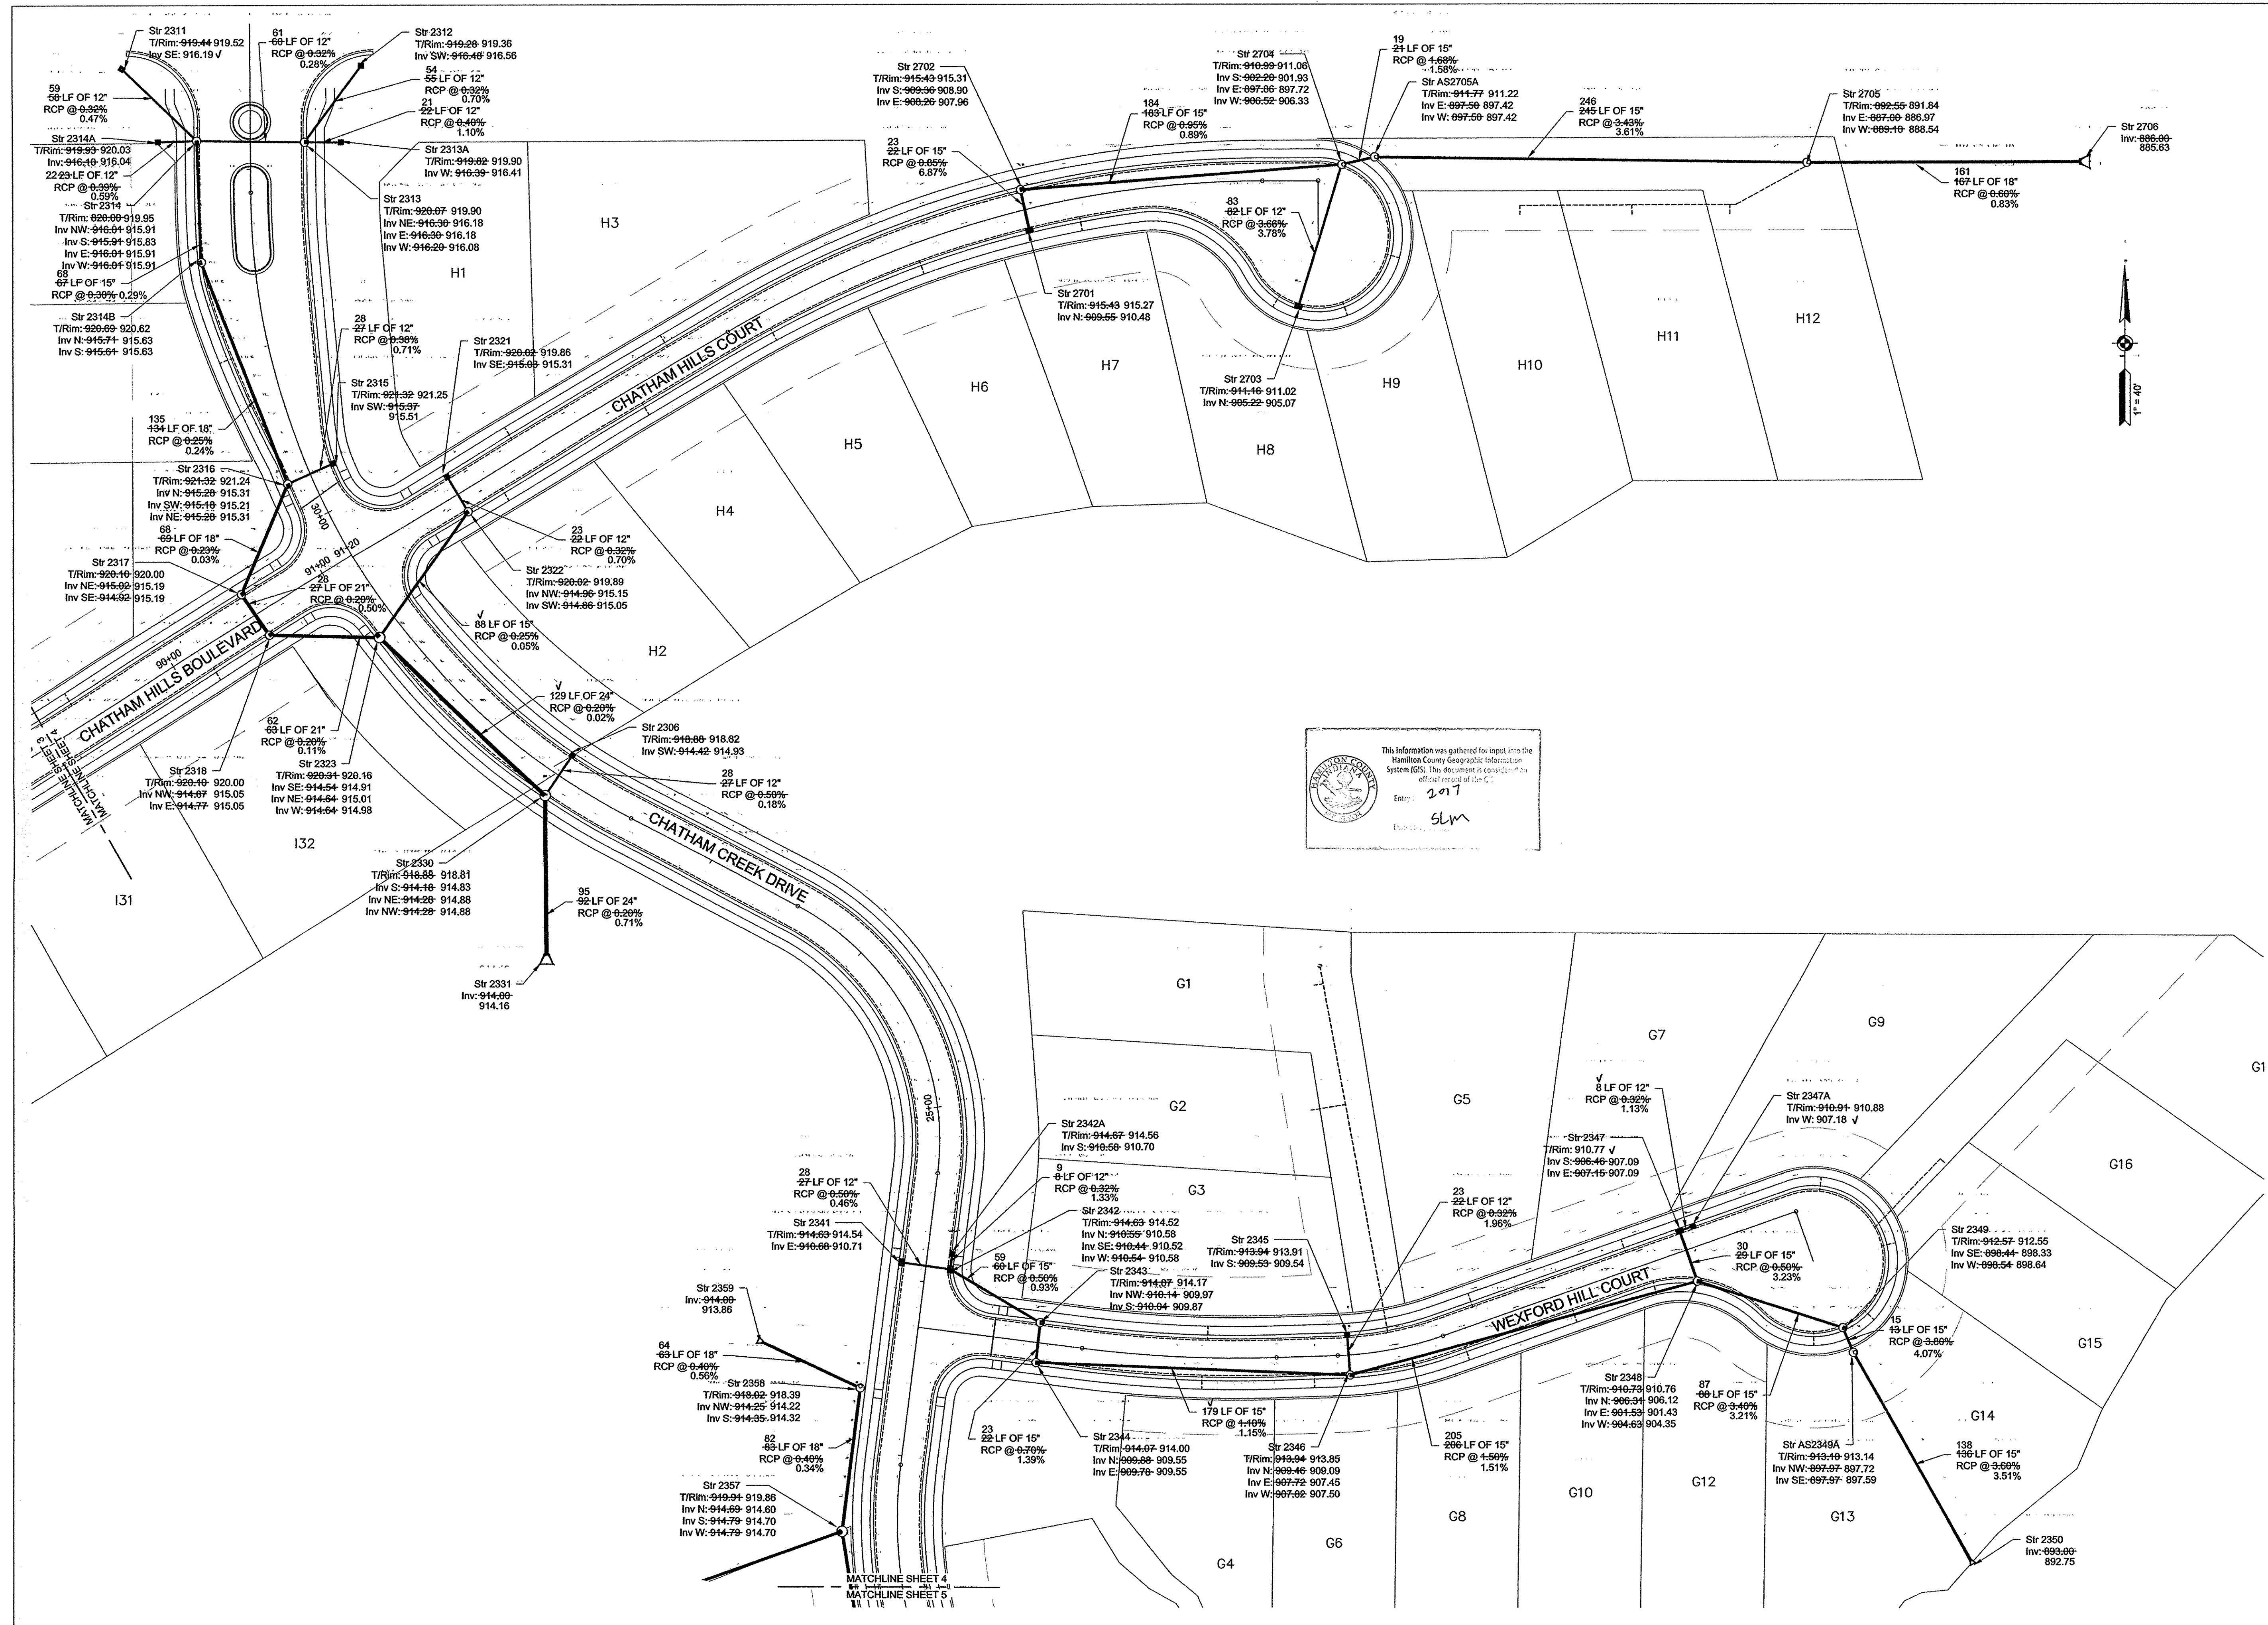 Str 2311
T/Rim: 919.44 919.52
Inv SE: 916.19 √
61
60 LF OF 12"
RCP @ 0.32%
0.28%
Str 2312
T/Rim: 919.28 919.36
Inv SW: 916.48 916.56
54
55 LF OF 12"
RCP @ 0.32%
0.70%
21
22 LF OF 12"
RCP @ 0.40%
1.10%
59
58 LF OF 12"
RCP @ 0.32%
0.47%
Str 2314A
T/Rim: 919.93 920.03
Inv: 916.10 916.04
22 23 LF OF 12"
RCP @ 0.39%
0.59%
Str 2314
T/Rim: 820.00 919.95
Inv NW: 916.01 915.91
Inv S: 915.91 915.83
Inv E: 916.01 915.91
Inv W: 916.01 915.91
68
67 LF OF 15"
RCP @ 0.30% 0.29%
Str 2314B
T/Rim: 920.69 920.62
Inv N: 915.71 915.63
Inv S: 915.61 915.63
Str 2313A
T/Rim: 919.82 919.90
Inv W: 916.39 916.41
Str 2313
T/Rim: 920.07 919.90
Inv NE: 916.30 916.18
Inv E: 916.30 916.18
Inv W: 916.20 916.08
H1
H3
28
27 LF OF 12"
RCP @ 0.38%
0.71%
Str 2315
T/Rim: 921.32 921.25
Inv SW: 915.37
915.51
Str 2321
T/Rim: 920.02 919.86
Inv SE: 915.03 915.31
135
134 LF OF 18"
RCP @ 0.25%
0.24%
Str 2316
T/Rim: 921.32 921.24
Inv N: 915.28 915.31
Inv SW: 915.18 915.21
Inv NE: 915.28 915.31
68
69 LF OF 18"
RCP @ 0.23%
0.03%
Str 2317
T/Rim: 920.10 920.00
Inv NE: 915.02 915.19
Inv SE: 914.92 915.19
30+00
91+20
91+00
28
27 LF OF 21"
RCP @ 0.20%
0.50%
CHATHAM HILLS COURT
23
22 LF OF 12"
RCP @ 0.32%
0.70%
Str 2322
T/Rim: 920.02 919.89
Inv NW: 914.96 915.15
Inv SW: 914.86 915.05
√
88 LF OF 15"
RCP @ 0.25%
0.05%
H2
H4
H5
H6
H7
H8
H9
H10
H11
H12
Str 2702
T/Rim: 915.43 915.31
Inv S: 909.36 908.90
Inv E: 908.26 907.96
23
22 LF OF 15"
RCP @ 0.85%
6.87%
184
183 LF OF 15"
RCP @ 0.95%
0.89%
Str 2704
T/Rim: 910.99 911.06
Inv S: 902.20 901.93
Inv E: 897.86 897.72
Inv W: 906.52 906.33
19
21 LF OF 15"
RCP @ 1.68%
1.58%
Str AS2705A
T/Rim: 911.77 911.22
Inv E: 897.50 897.42
Inv W: 897.50 897.42
246
245 LF OF 15"
RCP @ 3.43%
3.61%
Str 2705
T/Rim: 892.55 891.84
Inv E: 887.00 886.97
Inv W: 889.10 888.54
Str 2706
Inv: 886.00
885.63
161
167 LF OF 18"
RCP @ 0.60%
0.83%
83
82 LF OF 12"
RCP @ 3.66%
3.78%
Str 2701
T/Rim: 915.43 915.27
Inv N: 909.55 910.48
Str 2703
T/Rim: 911.16 911.02
Inv N: 905.22 905.07
1" = 40'
90+00
CHATHAM HILLS BOULEVARD
MATCHLINE SHEET 3
MATCHLINE SHEET 4
I31
I32
62
63 LF OF 21"
RCP @ 0.20%
0.11%
Str 2318
T/Rim: 920.10 920.00
Inv NW: 914.87 915.05
Inv E: 914.77 915.05
Str 2323
T/Rim: 920.31 920.16
Inv SE: 914.54 914.91
Inv NE: 914.64 915.01
Inv W: 914.64 914.98
√
129 LF OF 24"
RCP @ 0.20%
0.02%
Str 2306
T/Rim: 918.88 918.82
Inv SW: 914.42 914.93
28
27 LF OF 12"
RCP @ 0.50%
0.18%
Str 2330
T/Rim: 918.88 918.81
Inv S: 914.18 914.83
Inv NE: 914.28 914.88
Inv NW: 914.28 914.88
95
92 LF OF 24"
RCP @ 0.20%
0.71%
Str 2331
Inv: 914.00
914.16
CHATHAM CREEK DRIVE
HAMILTON COUNTY
INDIANA
This Information was gathered for input into the
Hamilton County Geographic Information
System (GIS). This document is considered an
official record of the
Entry
2017
SLM
25+00
G1
G2
G3
G5
G7
G9
G1
G16
G15
G14
G13
G12
G10
G8
G6
G4
Str 2342A
T/Rim: 914.67 914.56
Inv S: 910.58 910.70
9
8 LF OF 12"
RCP @ 0.32%
1.33%
Str 2342
T/Rim: 914.63 914.52
Inv N: 910.55 910.58
Inv SE: 910.44 910.52
Inv W: 910.54 910.58
28
27 LF OF 12"
RCP @ 0.50%
0.46%
Str 2341
T/Rim: 914.63 914.54
Inv E: 910.68 910.71
59
60 LF OF 15"
RCP @ 0.50%
0.93%
Str 2343
T/Rim: 914.07 914.17
Inv NW: 910.14 909.97
Inv S: 910.04 909.87
Str 2345
T/Rim: 913.94 913.91
Inv S: 909.53 909.54
23
22 LF OF 12"
RCP @ 0.32%
1.96%
√
8 LF OF 12"
RCP @ 0.32%
1.13%
Str 2347
T/Rim: 910.77 √
Inv S: 906.46 907.09
Inv E: 907.15 907.09
Str 2347A
T/Rim: 910.91 910.88
Inv W: 907.18 √
30
29 LF OF 15"
RCP @ 0.50%
3.23%
WEXFORD HILL COURT
Str 2349
T/Rim: 912.57 912.55
Inv SE: 898.44 898.33
Inv W: 898.54 898.64
15
13 LF OF 15"
RCP @ 3.80%
4.07%
Str 2359
Inv: 914.00
913.86
64
63 LF OF 18"
RCP @ 0.40%
0.56%
Str 2358
T/Rim: 918.02 918.39
Inv NW: 914.25 914.22
Inv S: 914.35 914.32
82
83 LF OF 18"
RCP @ 0.40%
0.34%
Str 2357
T/Rim: 919.91 919.86
Inv N: 914.69 914.60
Inv S: 914.79 914.70
Inv W: 914.79 914.70
23
22 LF OF 15"
RCP @ 0.70%
1.39%
Str 2344
T/Rim: 914.07 914.00
Inv N: 909.88 909.55
Inv E: 909.78 909.55
√
179 LF OF 15"
RCP @ 1.10%
1.15%
Str 2346
T/Rim: 913.94 913.85
Inv N: 909.46 909.09
Inv E: 907.72 907.45
Inv W: 907.82 907.50
205
206 LF OF 15"
RCP @ 1.50%
1.51%
Str 2348
T/Rim: 910.73 910.76
Inv N: 906.31 906.12
Inv E: 901.53 901.43
Inv W: 904.63 904.35
87
88 LF OF 15"
RCP @ 3.40%
3.21%
Str AS2349A
T/Rim: 913.10 913.14
Inv NW: 897.97 897.72
Inv SE: 897.97 897.59
138
136 LF OF 15"
RCP @ 3.60%
3.51%
Str 2350
Inv: 893.00
892.75
MATCHLINE SHEET 4
MATCHLINE SHEET 5